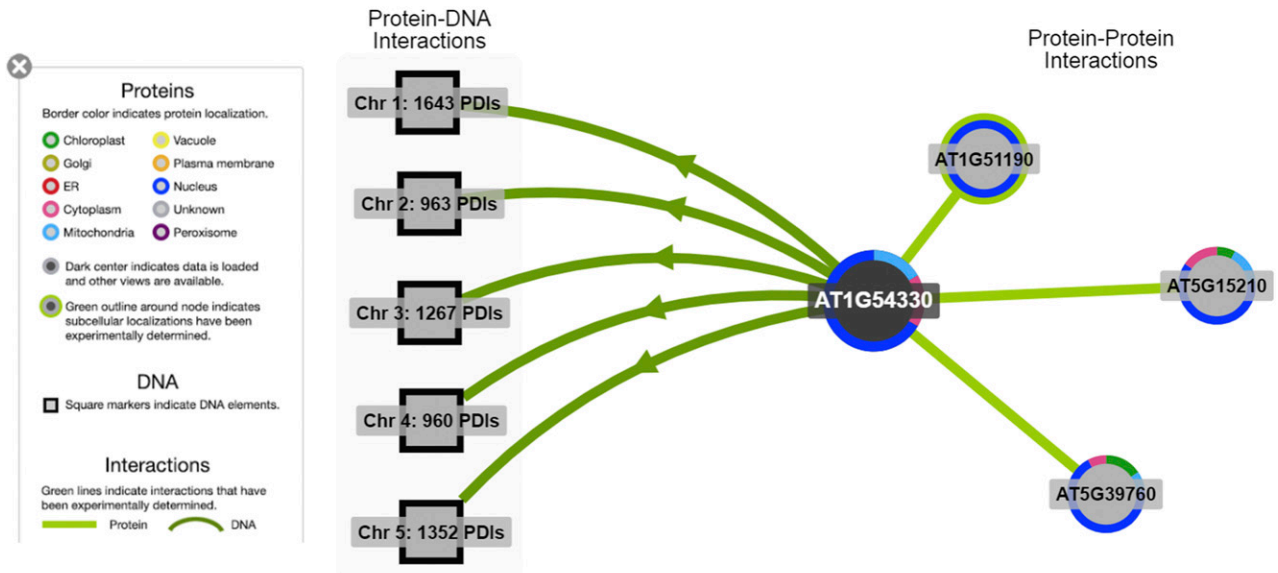 Proteins
Border color indicates protein localization.
Chloroplast
Vacuole
Golgi
Plasma membrane
ER
Nucleus
Cytoplasm
Unknown
Mitochondria
Peroxisome
Dark center indicates data is loaded
and other views are available.
Green outline around node indicates
subcellular localizations have been
experimentally determined.
DNA
Square markers indicate DNA elements.
Interactions
Green lines indicate interactions that have
been experimentally determined.
Protein
DNA
Protein-DNA
Interactions
Chr 1: 1643 PDIs
Chr 2: 963 PDIs
Chr 3: 1267 PDIs
Chr 4: 960 PDIs
Chr 5: 1352 PDIs
AT1G54330
Protein-Protein
Interactions
AT1G51190
AT5G15210
AT5G39760